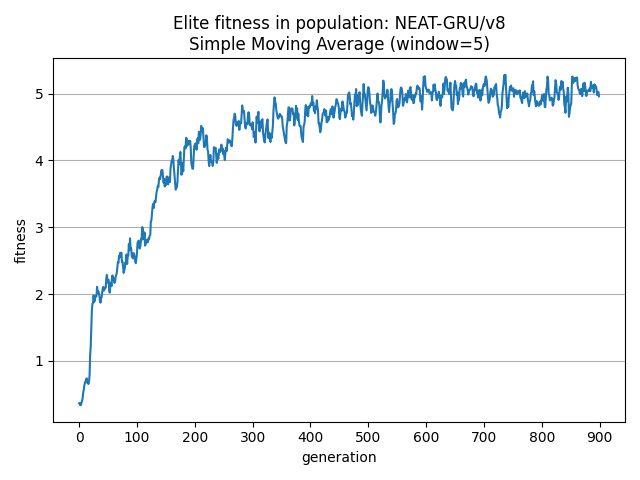 Elite fitness in population: NEAT-GRU/v8
Simple Moving Average (window=5)
fitness
5
4
3
2
1
0 100 200 300 400 500 600 700 800 900
generation